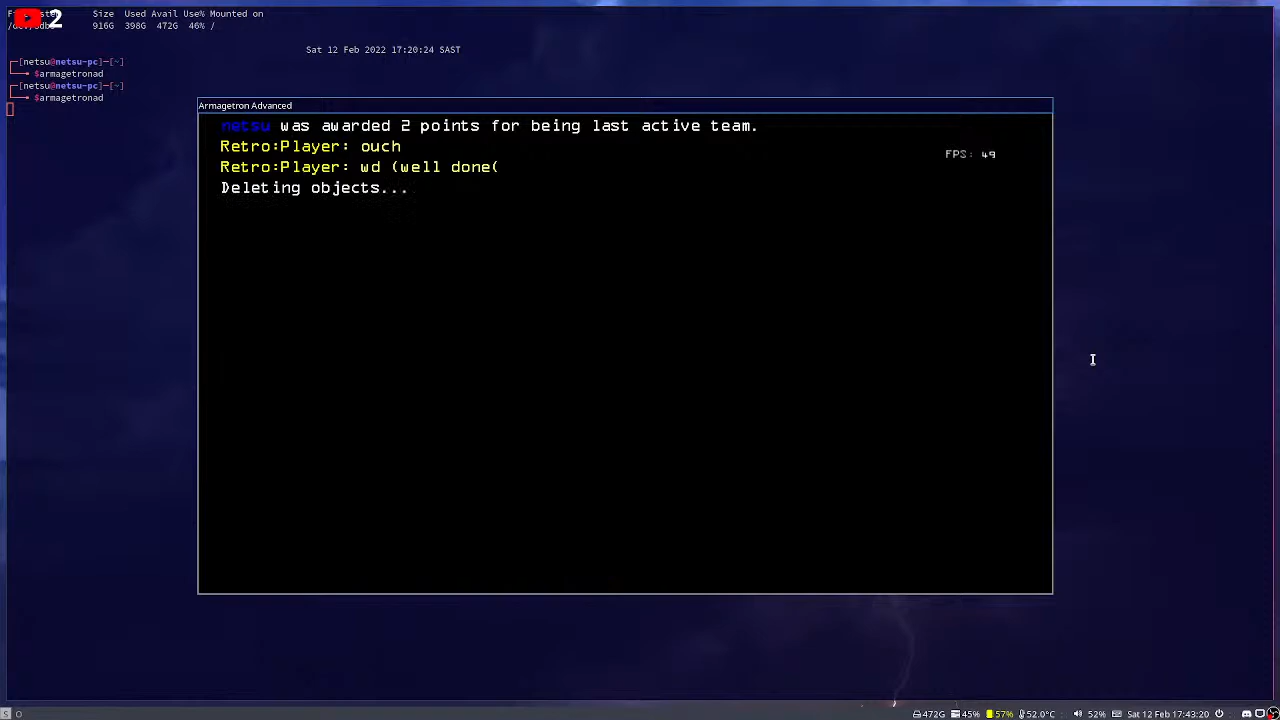 Size Used Avail Use% Mounted on
916G 398G 472G 46% /
2
Sat 12 Feb 2022 17:20:24 SAST
[netsu@netsu-pc]─[~]
$armagetronad
[netsu@netsu-pc]─[~]
$armagetronad
Armagetron Advanced
netsu was awarded 2 points for being last active team.
Retro:Player: ouch
FPS: 49
Retro:Player: wd (well done(
Deleting objects...
S
472G 45% 57% 52.0°C 52% Sat 12 Feb 17:43:20